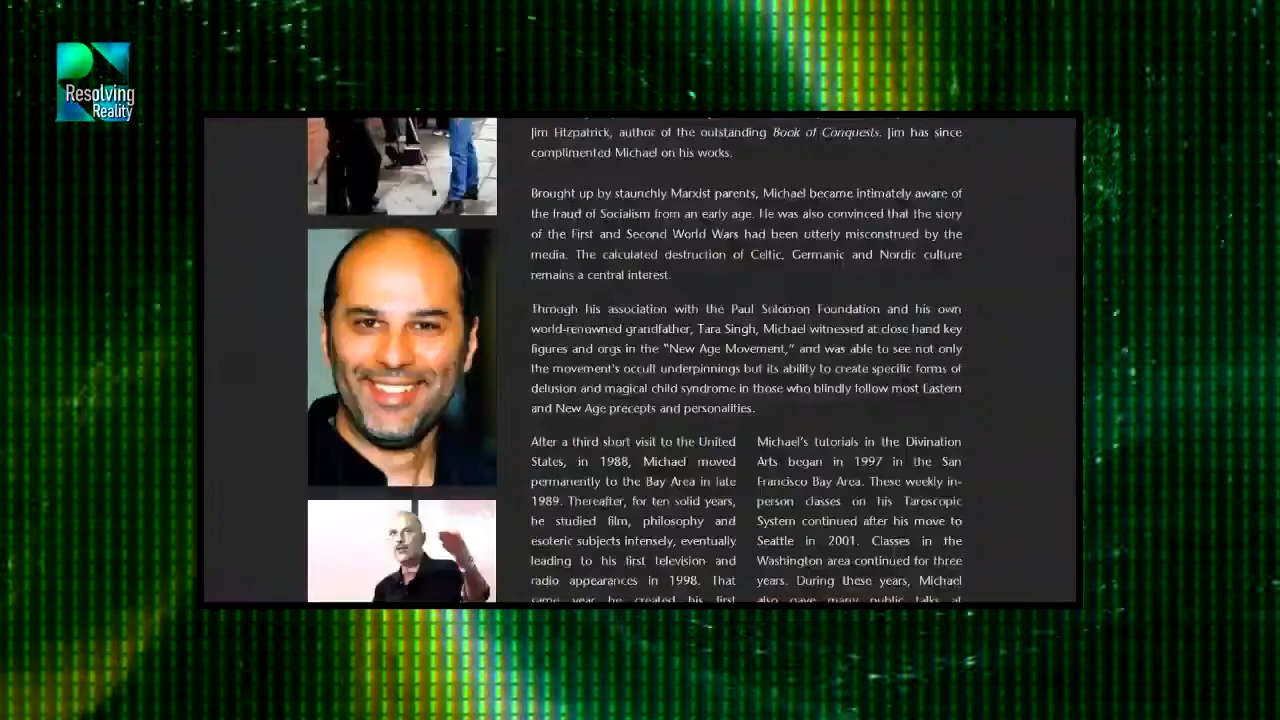 Resolving
Reality
Jim Fitzpatrick, author of the outstanding Book of Conquests. Jim has since
complimented Michael on his works.
Brought up by staunchly Marxist parents, Michael became intimately aware of
the fraud of Socialism from an early age. He was also convinced that the story
of the First and Second World Wars had been utterly misconstrued by the
media. The calculated destruction of Celtic, Germanic and Nordic culture
remains a central interest.
Through his association with the Paul Solomon Foundation and his own
world-renowned grandfather, Tara Singh, Michael witnessed at close hand key
figures and orgs in the “New Age Movement,” and was able to see not only
the movement's occult underpinnings but its ability to create specific forms of
delusion and magical child syndrome in those who blindly follow most Eastern
and New Age precepts and personalities.
After a third short visit to the United
States, in 1988, Michael moved
permanently to the Bay Area in late
1989. Thereafter, for ten solid years,
he studied film, philosophy and
esoteric subjects intensely, eventually
leading to his first television and
radio appearances in 1998. That
same year he created his first
Michael's tutorials in the Divination
Arts began in 1997 in the San
Francisco Bay Area. These weekly in-
person classes on his Taroscopic
System continued after his move to
Seattle in 2001. Classes in the
Washington area continued for three
years. During these years, Michael
also gave many public talks at